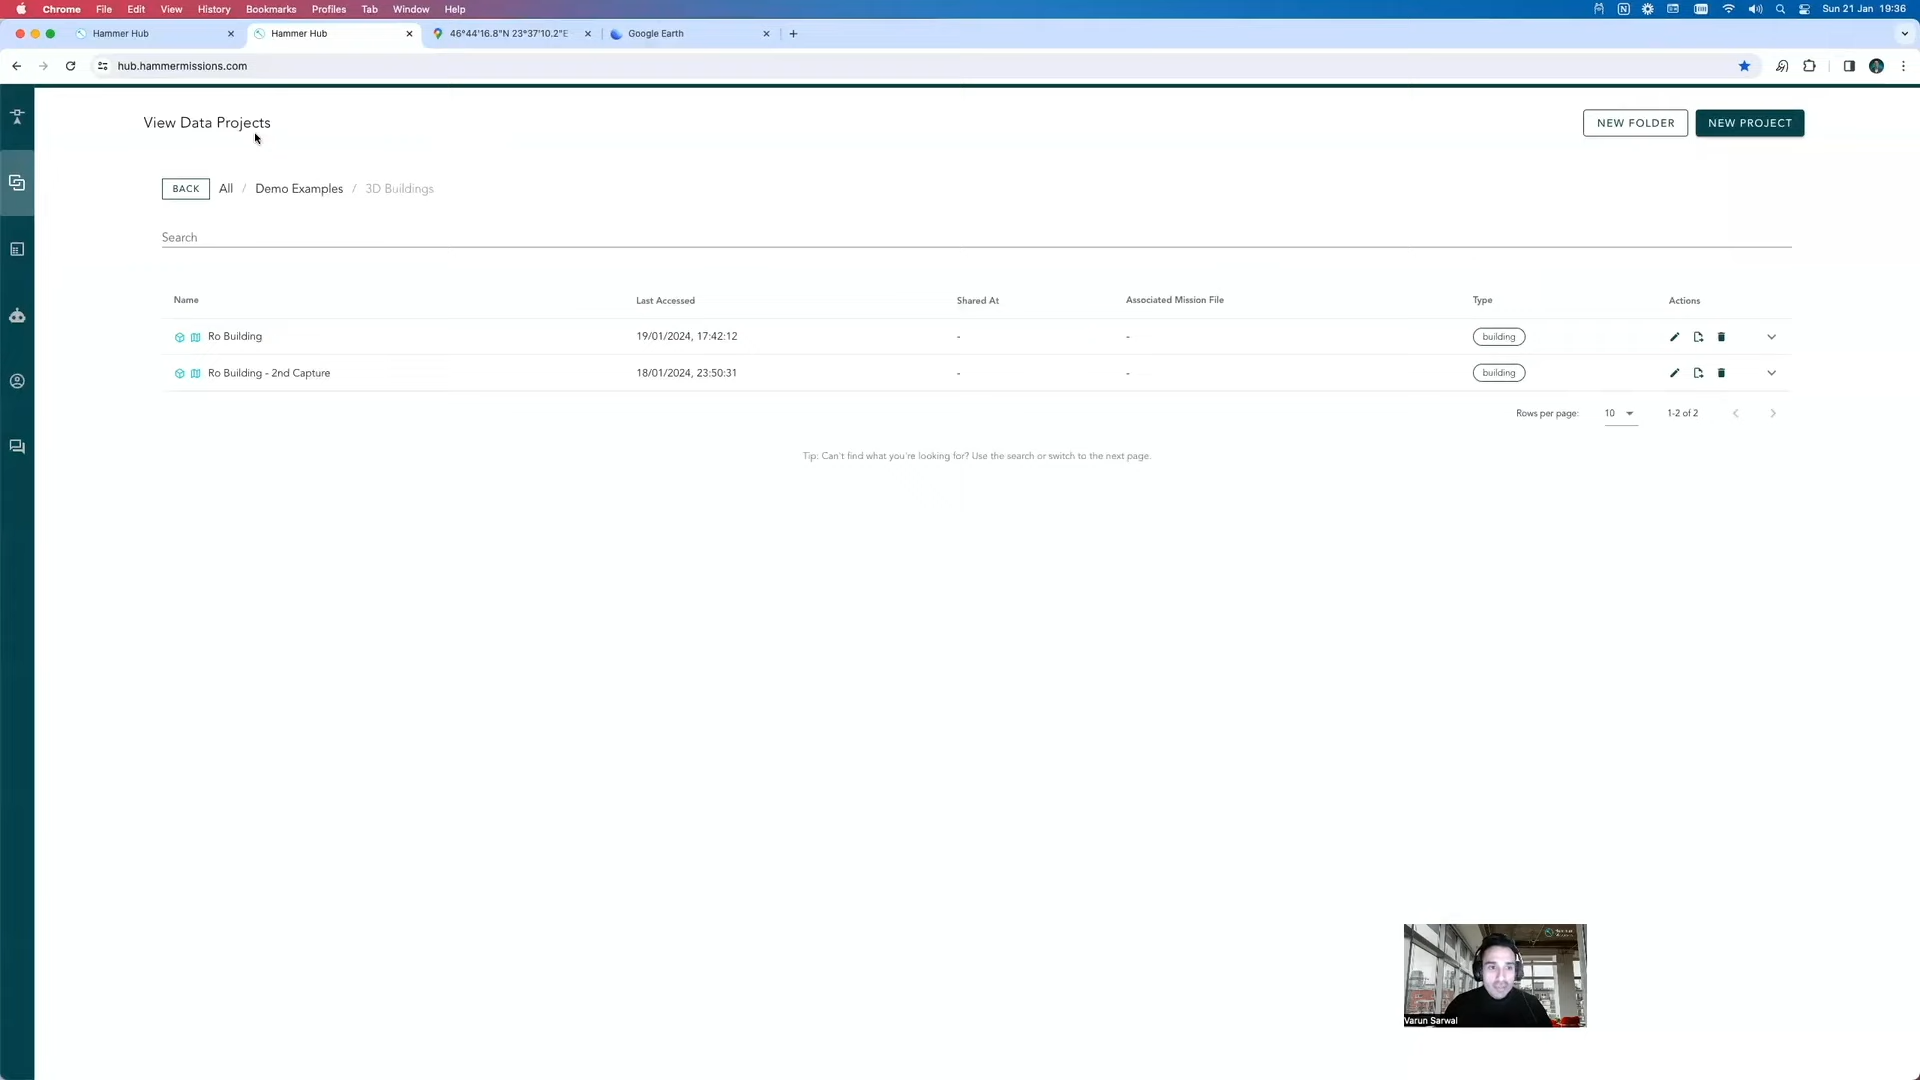 Chrome File Edit View History Bookmarks Profiles Tab Window Help Sun 21 Jan 19:36
Hammer Hub Hammer Hub 46°44'16.8"N 23°37'10.2"E Google Earth
hub.hammermissions.com
View Data Projects NEW FOLDER NEW PROJECT
BACK All / Demo Examples / 3D Buildings
Search
Name Last Accessed Shared At Associated Mission File Type Actions
Ro Building 19/01/2024, 17:42:12 - - building
Ro Building - 2nd Capture 18/01/2024, 23:50:31 - - building
Rows per page: 10 1-2 of 2
Tip: Can't find what you're looking for? Use the search or switch to the next page.
Varun Sarwal